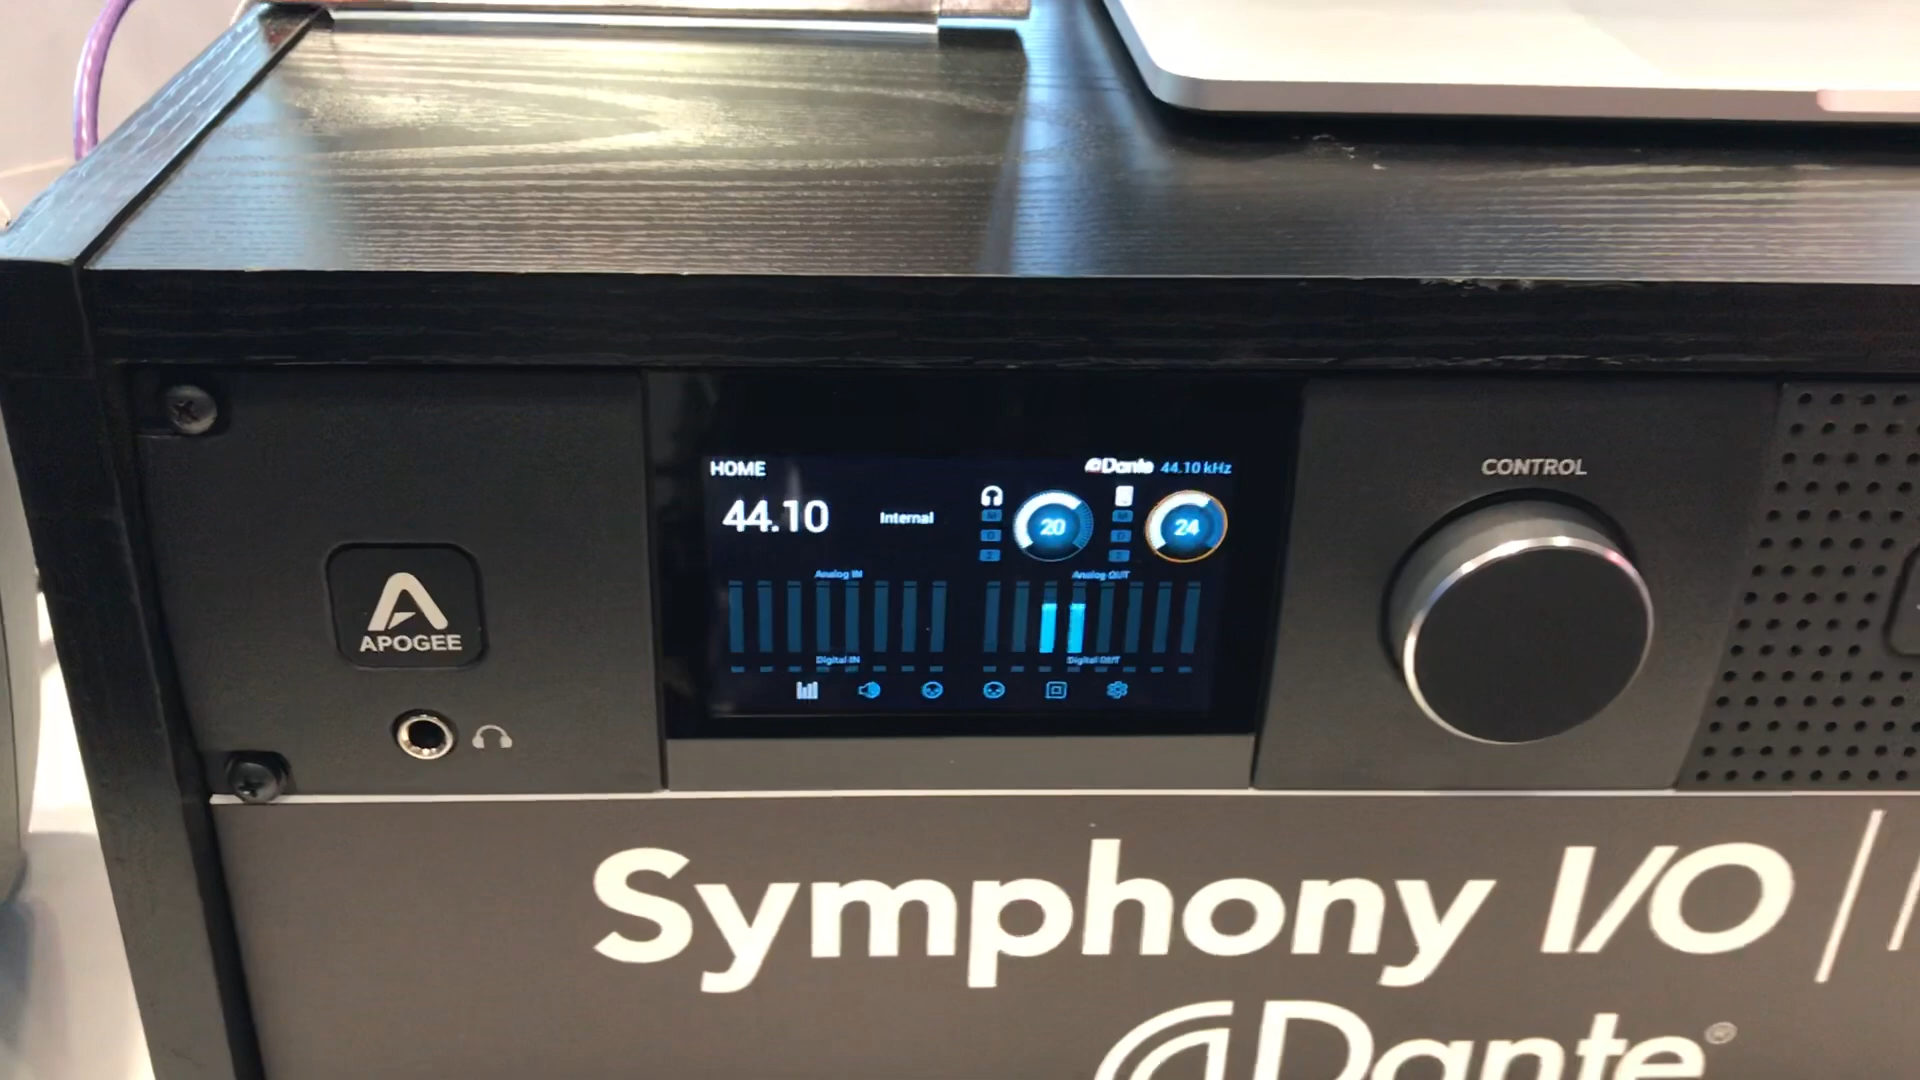 HOME
Dante 44.10 kHz
44.10
Internal
20
24
Analog IN
Analog OUT
Digital IN
Digital OUT
CONTROL
APOGEE
Symphony I/O
Dante®